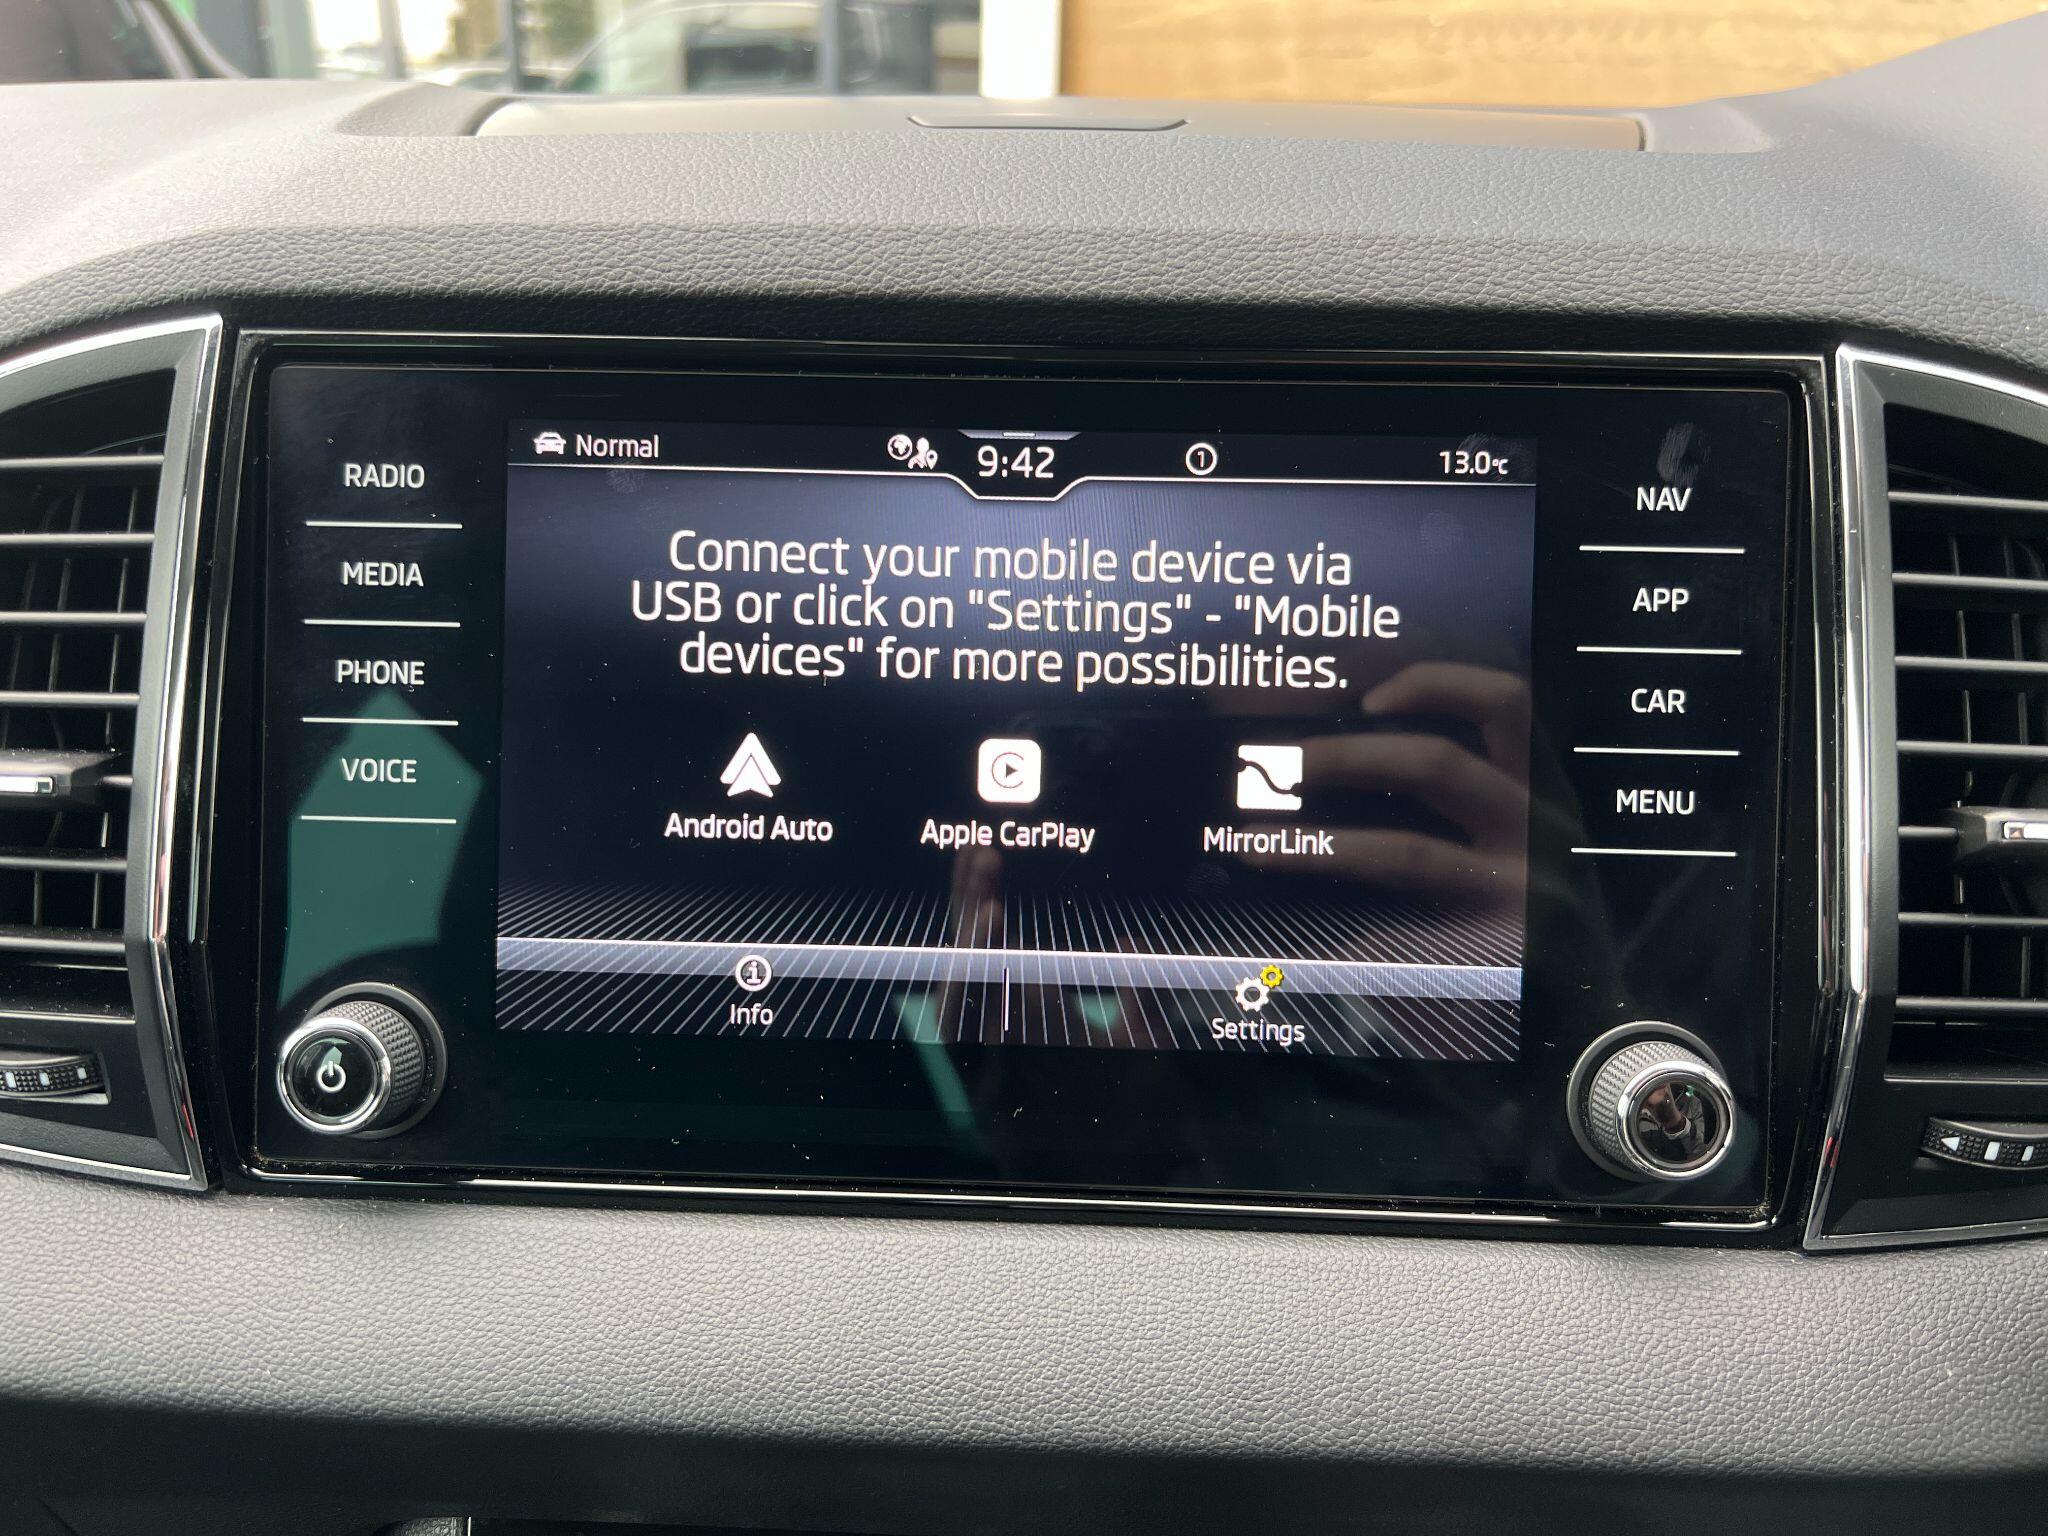 Normal
9:42
1
13.0°C
RADIO
MEDIA
PHONE
VOICE
Connect your mobile device via
USB or click on "Settings" - "Mobile
devices" for more possibilities.
Android Auto
Apple CarPlay
MirrorLink
Info
Settings
NAV
APP
CAR
MENU